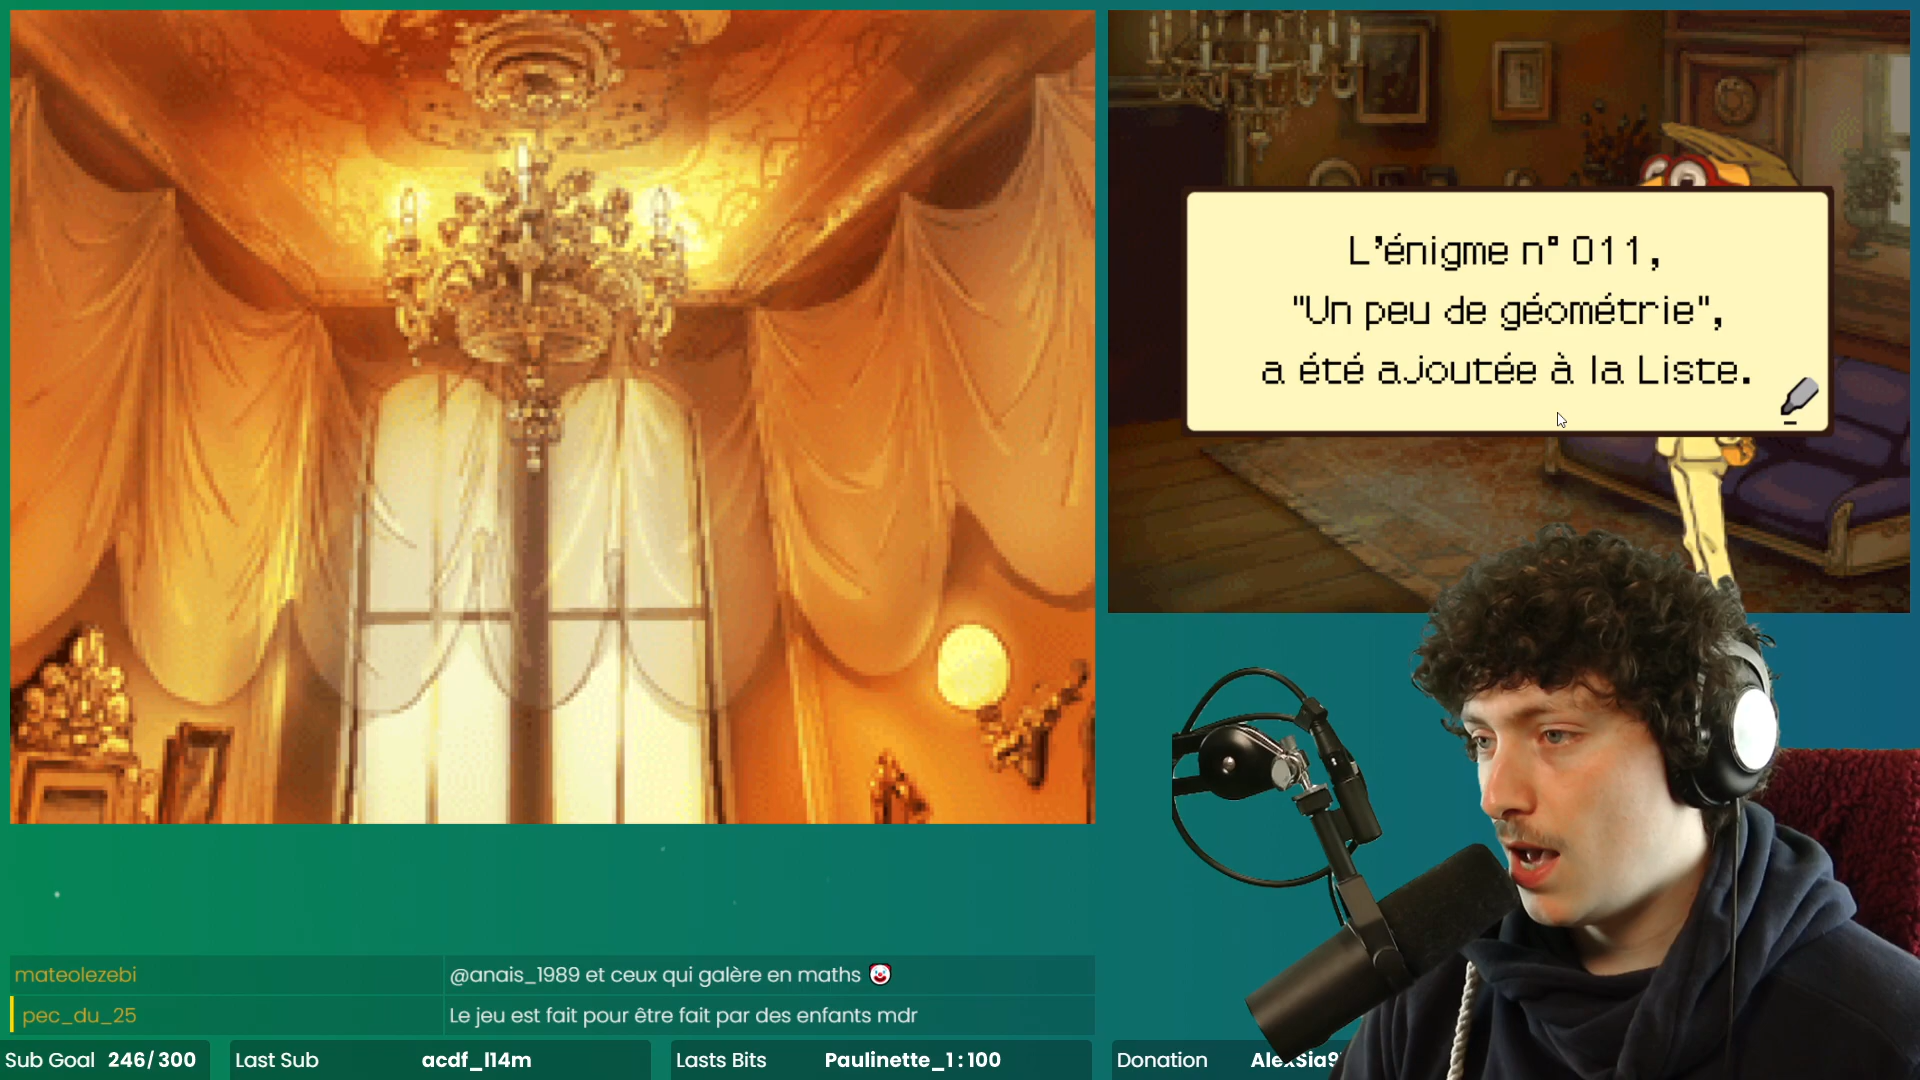 L'énigme n° 011,
"Un peu de géométrie",
a été ajoutée à la Liste.
mateolezebi
@anais_1989 et ceux qui galère en maths 🤡
pec_du_25
Le jeu est fait pour être fait par des enfants mdr
Sub Goal 246/300
Last Sub acdf_l14m
Lasts Bits Paulinette_1 : 100
Donation